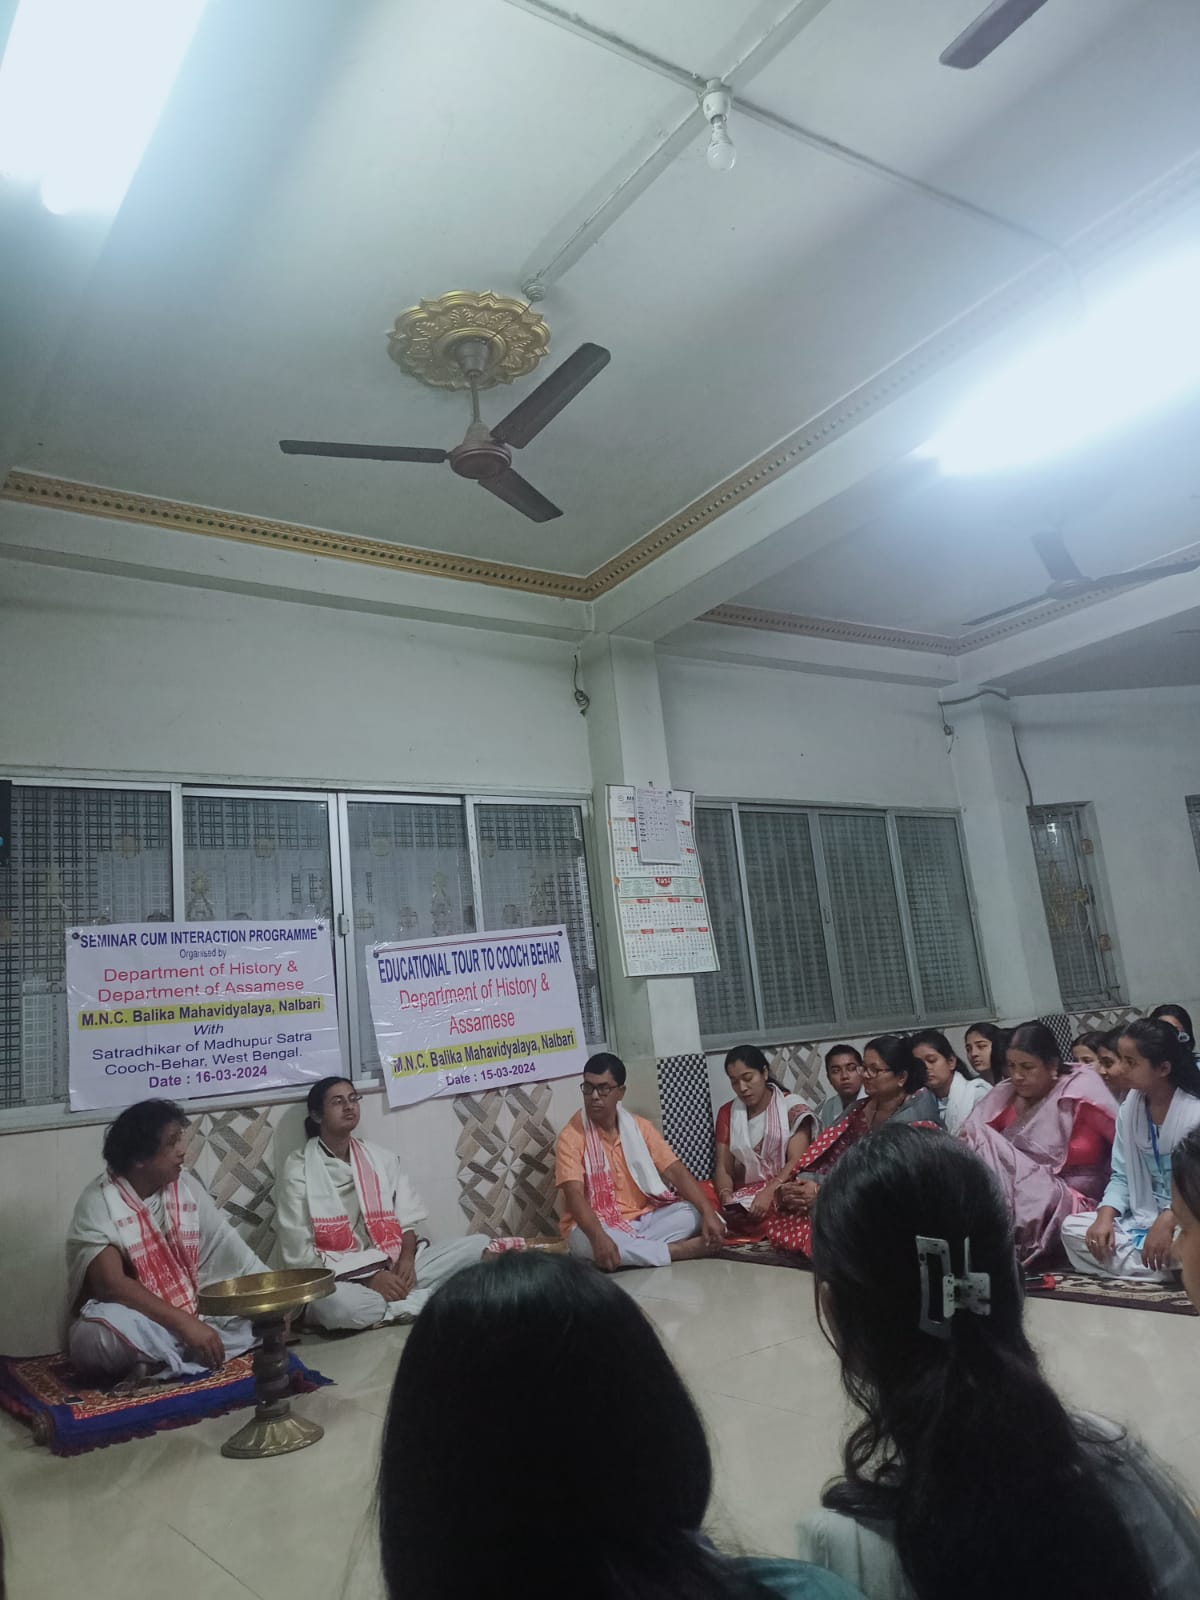 SEMINAR CUM INTERACTION PROGRAMME
Organised by
Department of History &
Department of Assamese
M.N.C. Balika Mahavidyalaya, Nalbari
With
Satradhikar of Madhupur Satra
Cooch-Behar, West Bengal.
Date : 16-03-2024
EDUCATIONAL TOUR TO COOCH BEHAR
Department of History &
Assamese
M.N.C. Balika Mahavidyalaya, Nalbari
Date : 15-03-2024